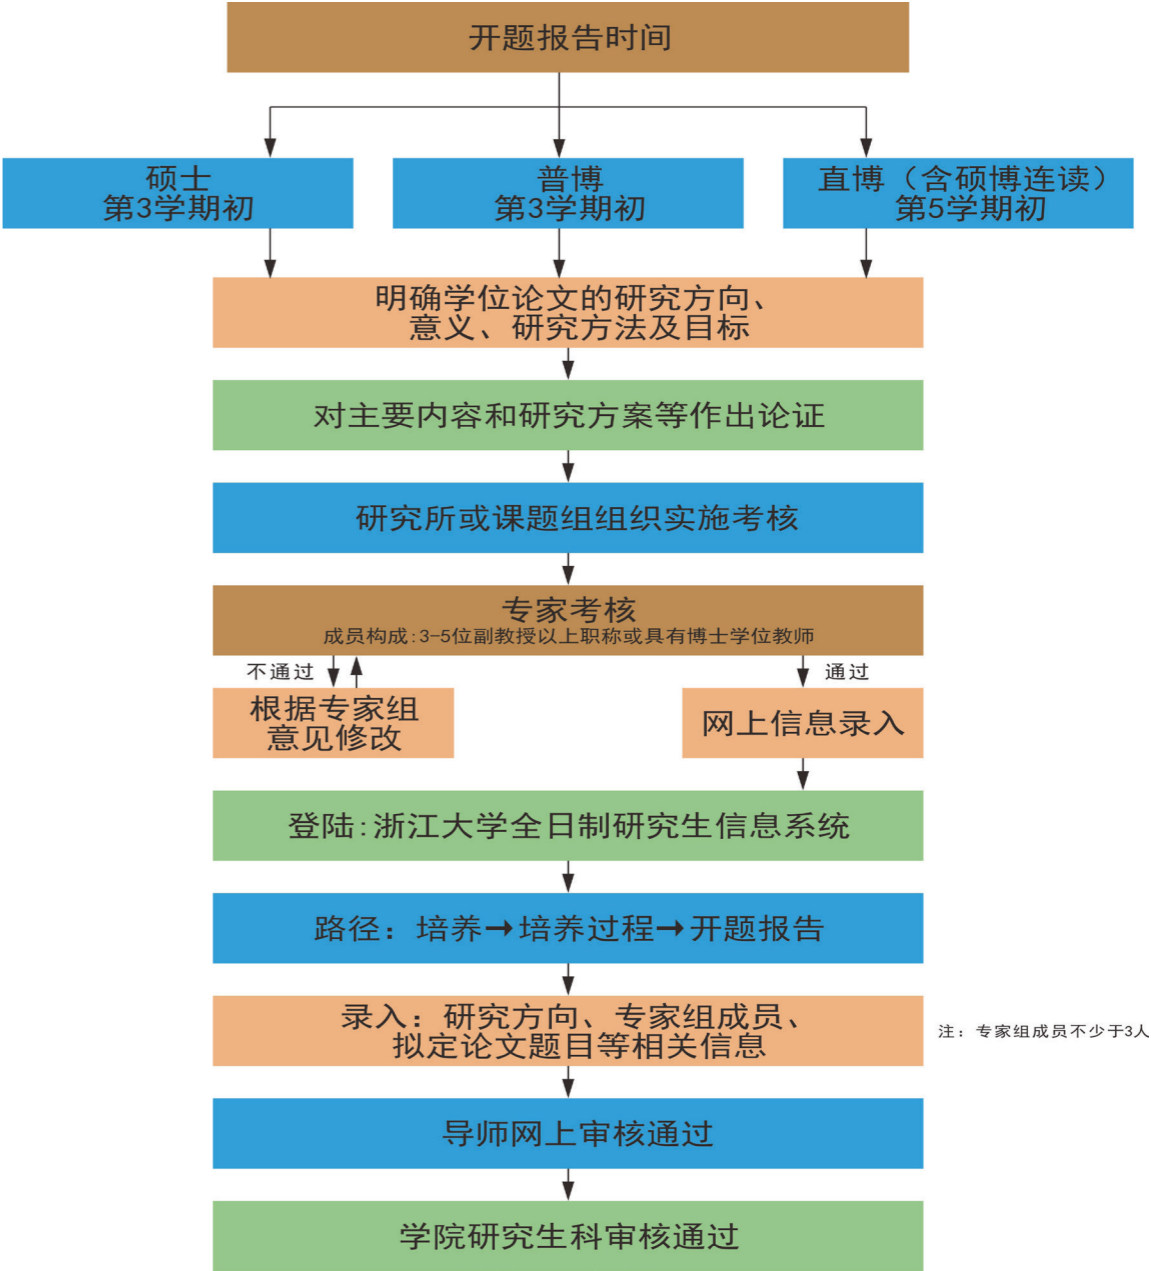 开题报告时间
硕士
第3学期初
普博
第3学期初
直博（含硕博连读）
第5学期初
明确学位论文的研究方向、
意义、研究方法及目标
对主要内容和研究方案等作出论证
研究所或课题组组织实施考核
专家考核
成员构成:3-5位副教授以上职称或具有博士学位教师
不通过
通过
根据专家组
意见修改
网上信息录入
登陆:浙江大学全日制研究生信息系统
路径：培养→培养过程→开题报告
录入：研究方向、专家组成员、
拟定论文题目等相关信息
注：专家组成员不少于3人
导师网上审核通过
学院研究生科审核通过